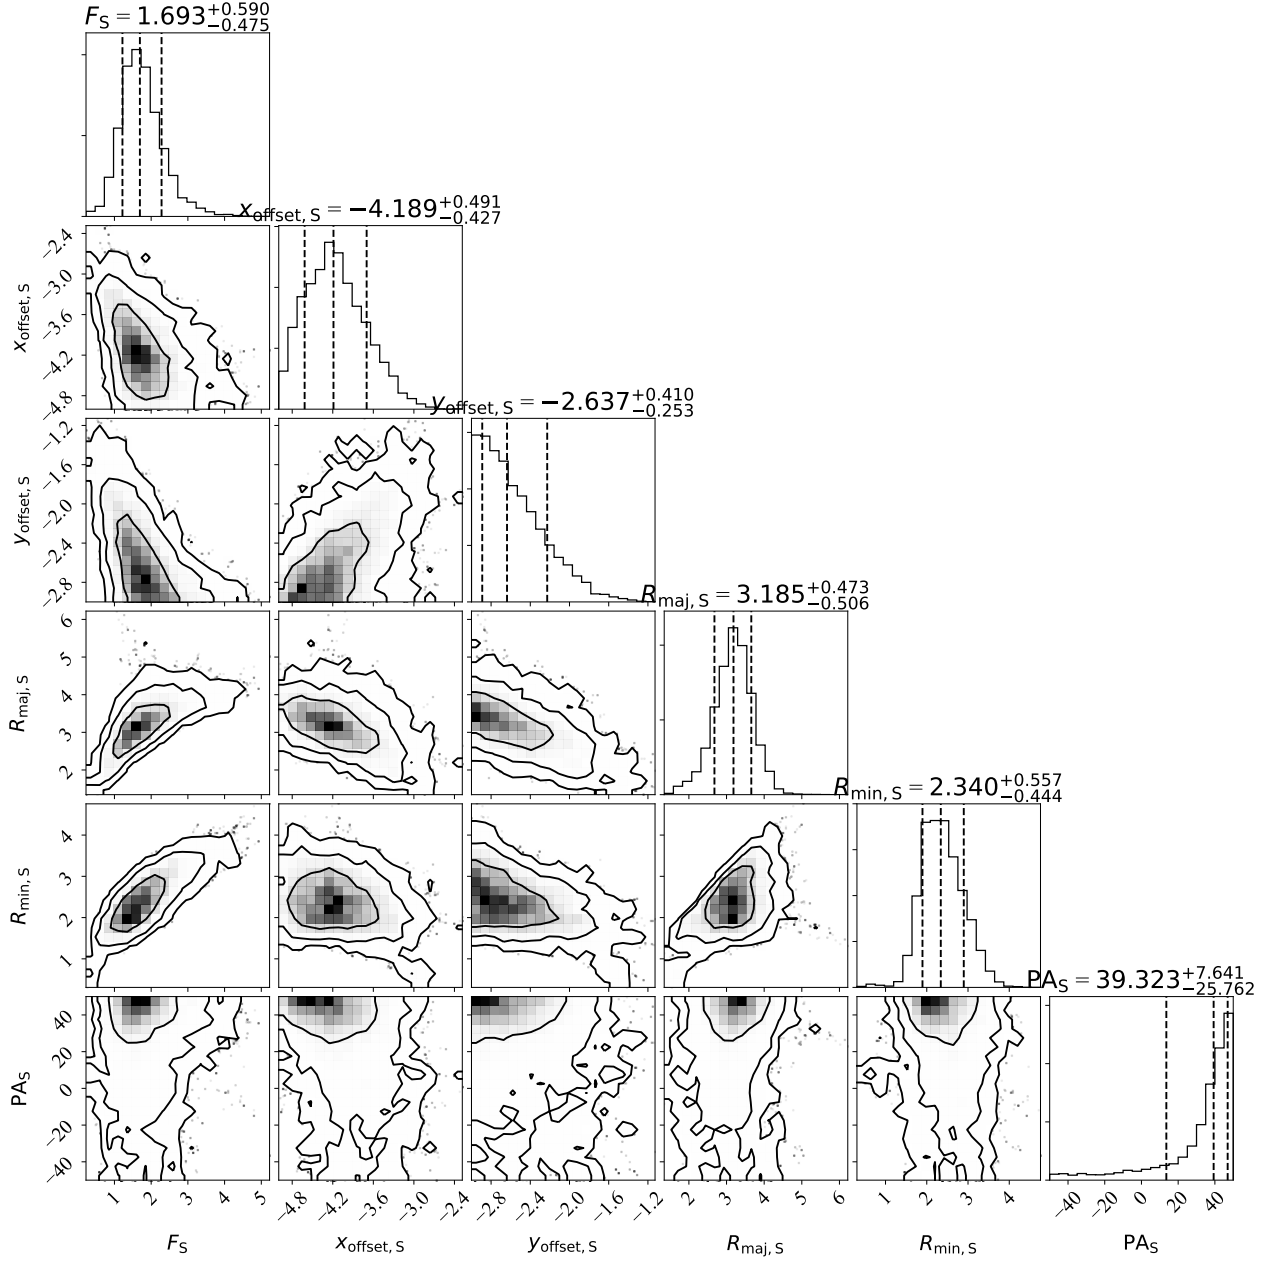 F_S = 1.693^{+0.590}_{−0.475}
x_{offset, S} = −4.189^{+0.491}_{−0.427}
−2.4
−3.0
−3.6
−4.2
−4.8
x_{offset, S}
y_{offset, S} = −2.637^{+0.410}_{−0.253}
−1.2
−1.6
−2.0
−2.4
−2.8
y_{offset, S}
R_{maj, S} = 3.185^{+0.473}_{−0.506}
6
5
4
3
2
R_{maj, S}
R_{min, S} = 2.340^{+0.557}_{−0.444}
4
3
2
1
R_{min, S}
PA_S = 39.323^{+7.641}_{−25.762}
40
20
0
−20
−40
PA_S
1 2 3 4 5 −4.8 −4.2 −3.6 −3.0 −2.4 −2.8 −2.4 −2.0 −1.6 −1.2 2 3 4 5 6 1 2 3 4 −40 −20 0 20 40
F_S x_{offset, S} y_{offset, S} R_{maj, S} R_{min, S} PA_S